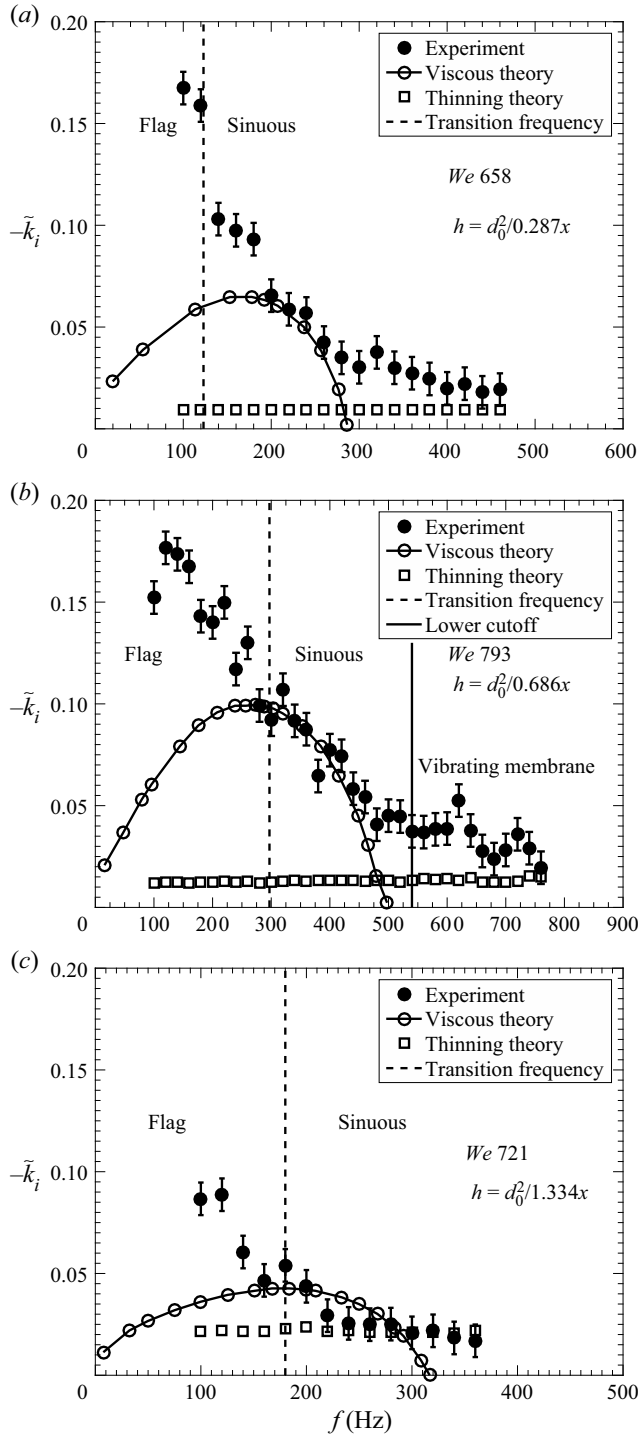 (a)
0.20
Experiment
Viscous theory
Thinning theory
Transition frequency
Flag
Sinuous
0.15
We 658
h = d₀²/0.287x
0.10
–k̃ᵢ
0.05
0 100 200 300 400 500 600
(b)
0.20
Experiment
Viscous theory
Thinning theory
Transition frequency
Lower cutoff
0.15
Flag
Sinuous
We 793
h = d₀²/0.686x
0.10
–k̃ᵢ
Vibrating membrane
0.05
0 100 200 300 400 500 600 700 800 900
(c)
0.20
Experiment
Viscous theory
Thinning theory
Transition frequency
0.15
Flag
Sinuous
We 721
h = d₀²/1.334x
0.10
–k̃ᵢ
0.05
0 100 200 300 400 500
f (Hz)